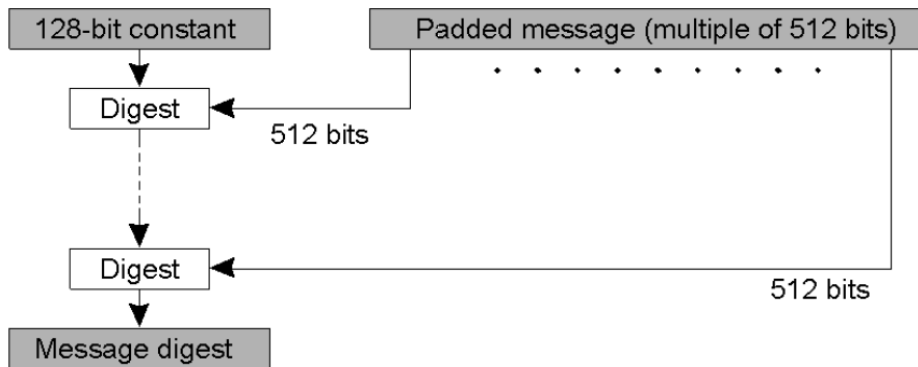 128-bit constant
Padded message (multiple of 512 bits)
Digest
512 bits
Digest
512 bits
Message digest